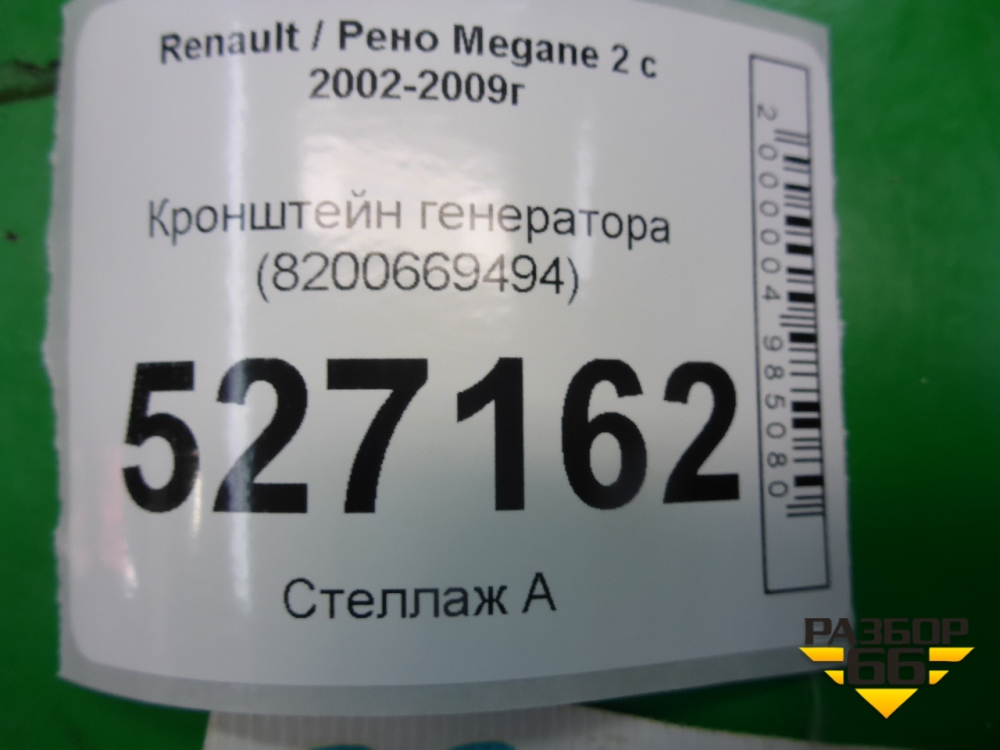 Renault / Рено Megane 2 с
2002-2009г
Кронштейн генератора
(8200669494)
527162
Стеллаж А
2000004985080
РАЗБОР
66